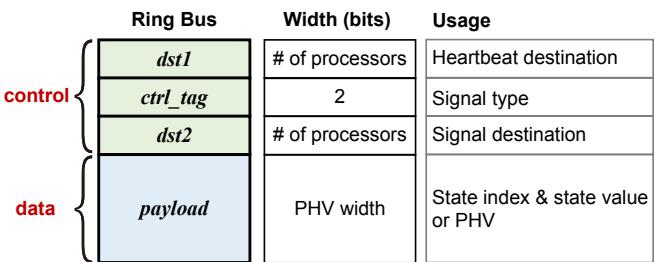 Ring Bus Width (bits) Usage
dst1 # of processors Heartbeat destination
control ctrl_tag 2 Signal type
dst2 # of processors Signal destination
data payload PHV width State index & state value
or PHV